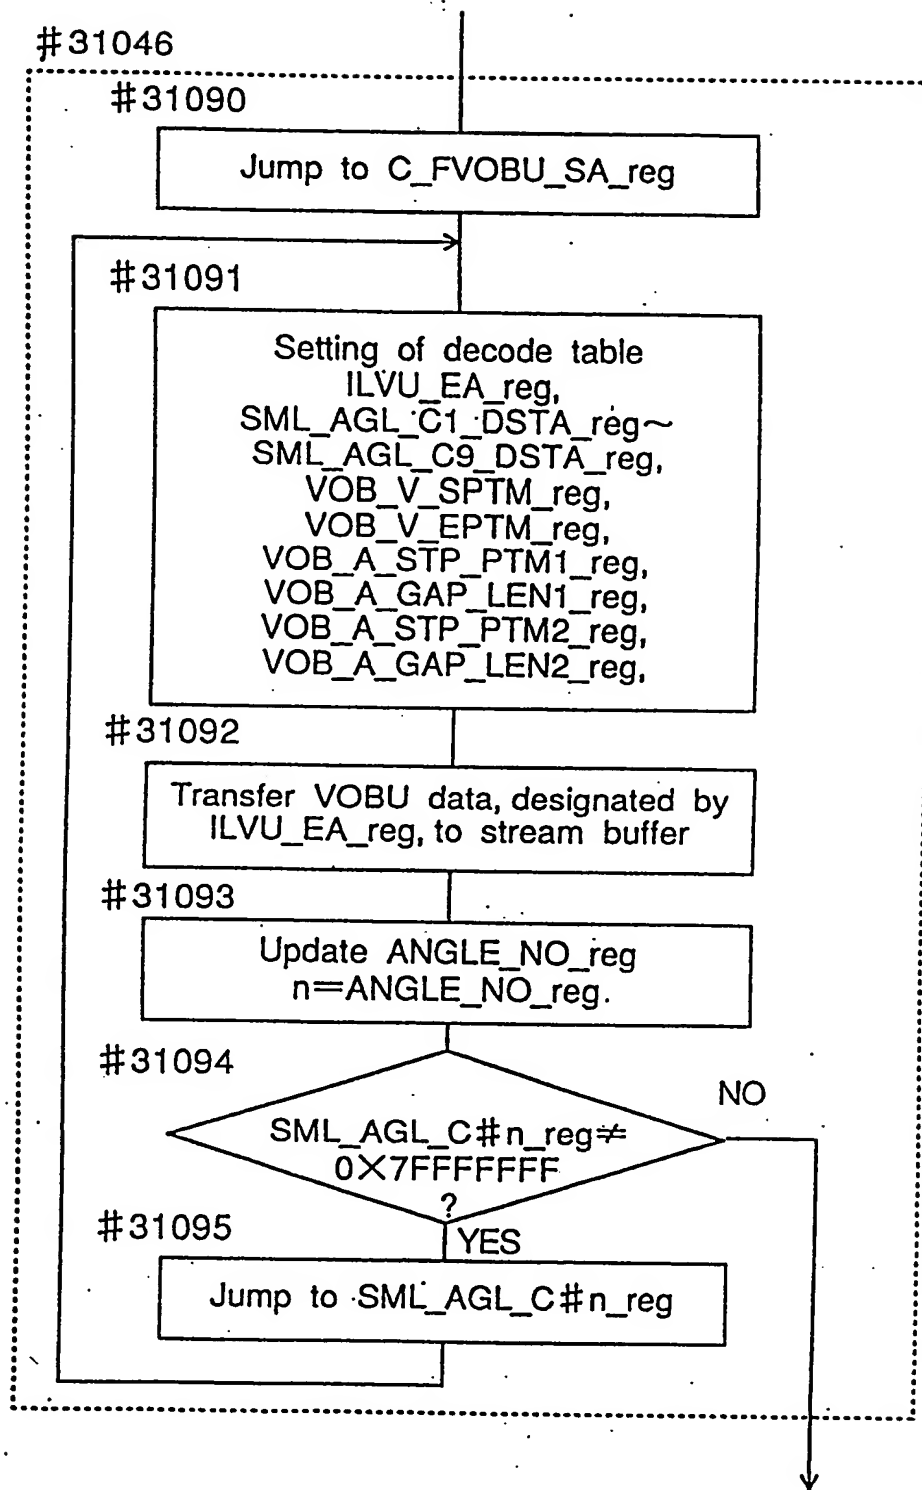 #31046
#31090
Jump to C_FVOBU_SA_reg
#31091
Setting of decode table
ILVU_EA_reg,
SML_AGL_C1_DSTA_reg~
SML_AGL_C9_DSTA_reg,
VOB_V_SPTM_reg,
VOB_V_EPTM_reg,
VOB_A_STP_PTM1_reg,
VOB_A_GAP_LEN1_reg,
VOB_A_STP_PTM2_reg,
VOB_A_GAP_LEN2_reg,
#31092
Transfer VOBU data, designated by
ILVU_EA_reg, to stream buffer
#31093
Update ANGLE_NO_reg
n=ANGLE_NO_reg.
#31094
NO
SML_AGL_C#n_reg≠
0X7FFFFFFF
?
#31095
YES
Jump to SML_AGL_C#n_reg